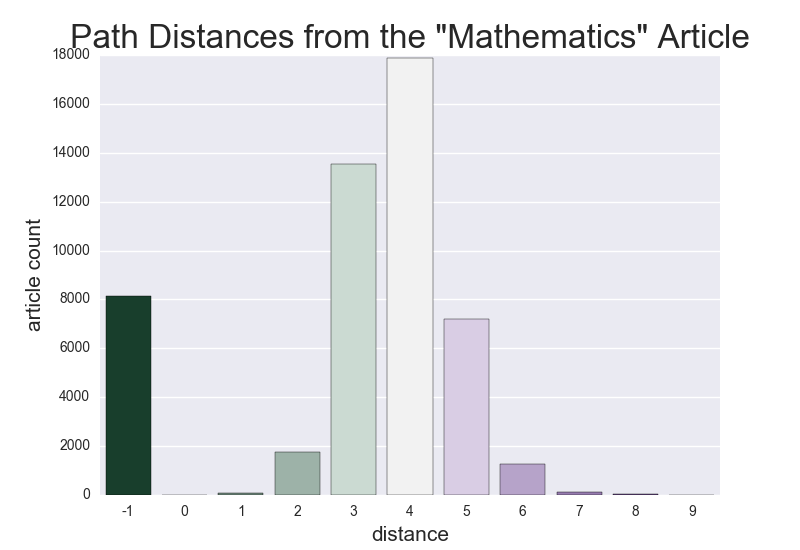 Path Distances from the "Mathematics" Article
18000
16000
14000
12000
10000
8000
6000
4000
2000
0
article count
-1 0 1 2 3 4 5 6 7 8 9
distance